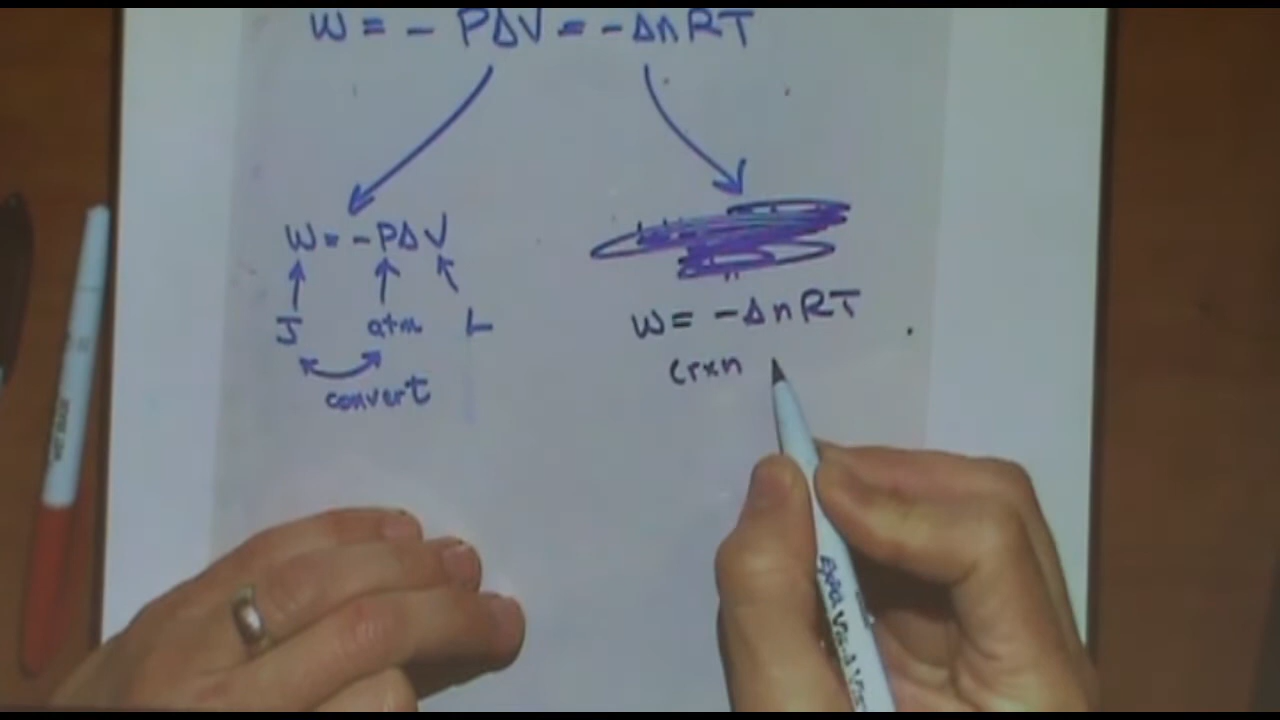 W = - PΔV = -ΔnRT
W = -PΔV
J atm L
convert
W = -ΔnRT
(rxn